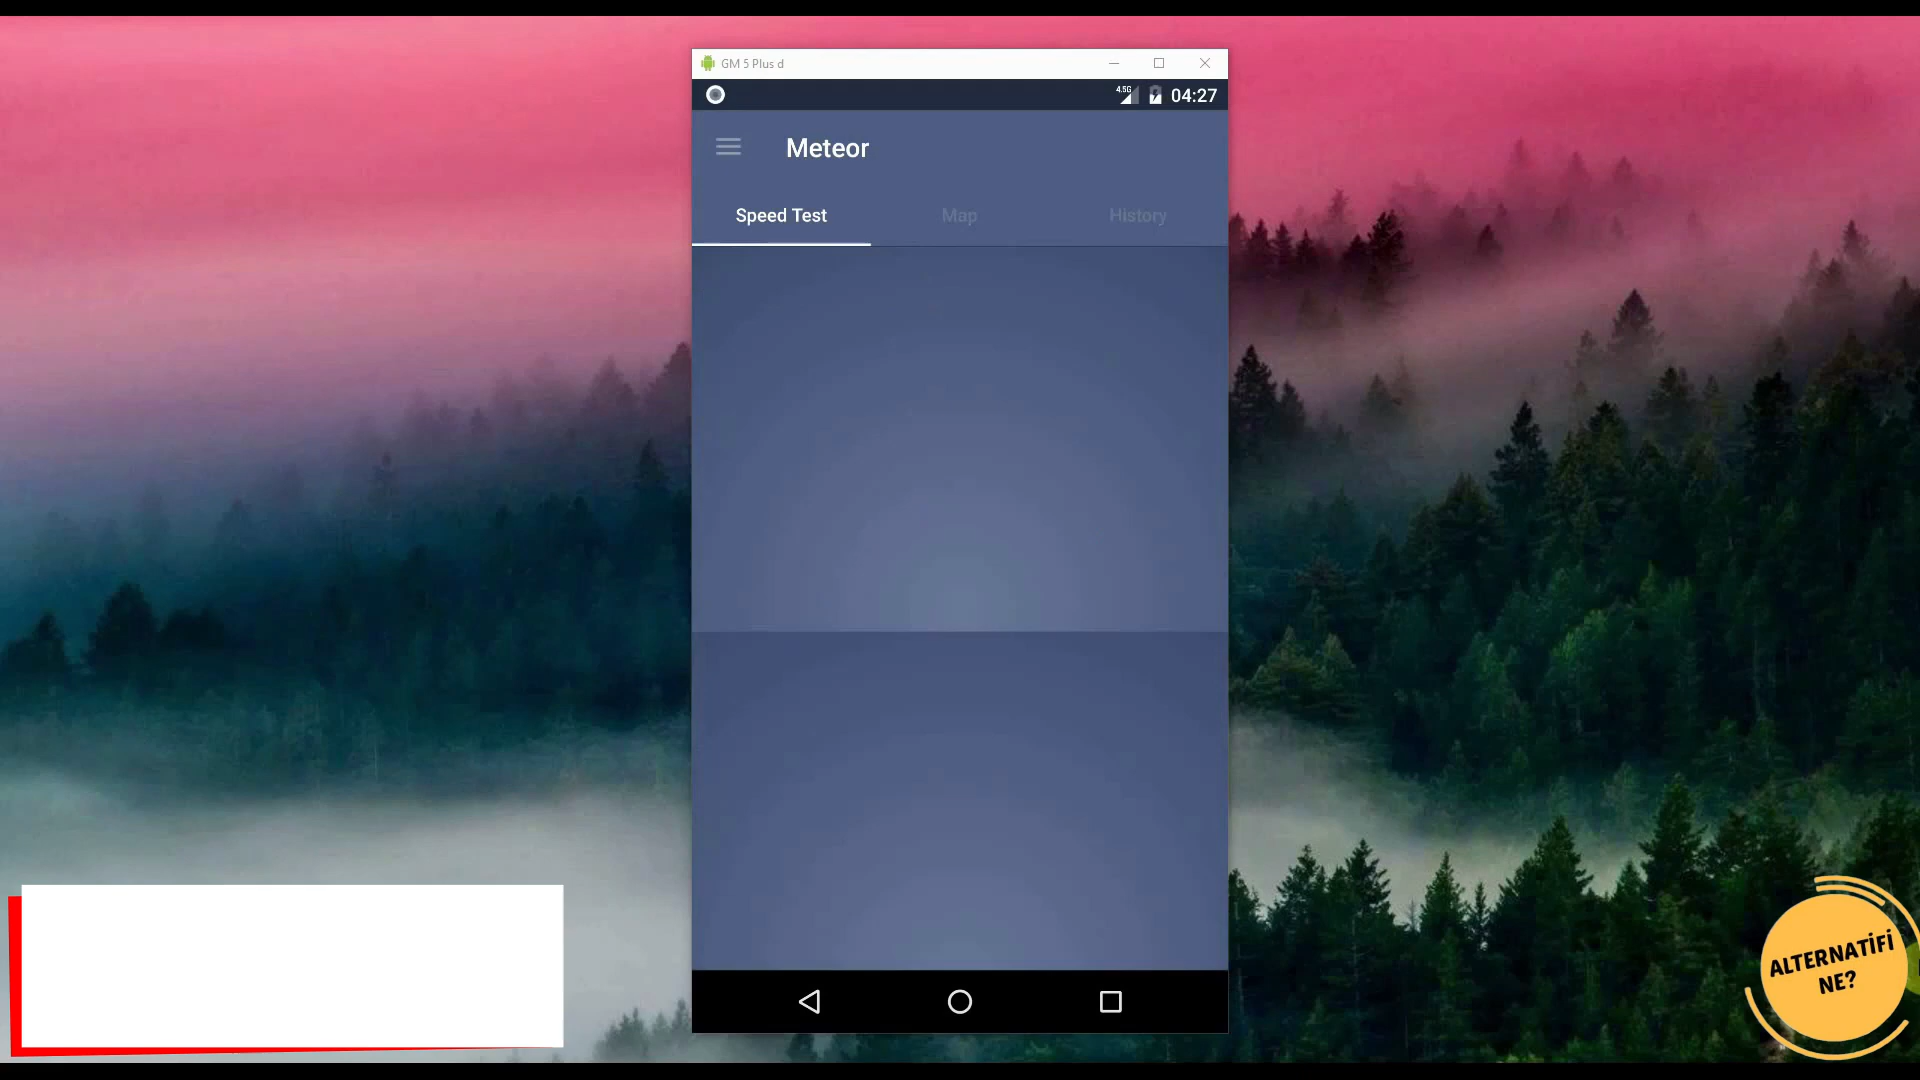 GM 5 Plus d
4.5G
04:27
Meteor
Speed Test
Map
History
ALTERNATİFİ
NE?